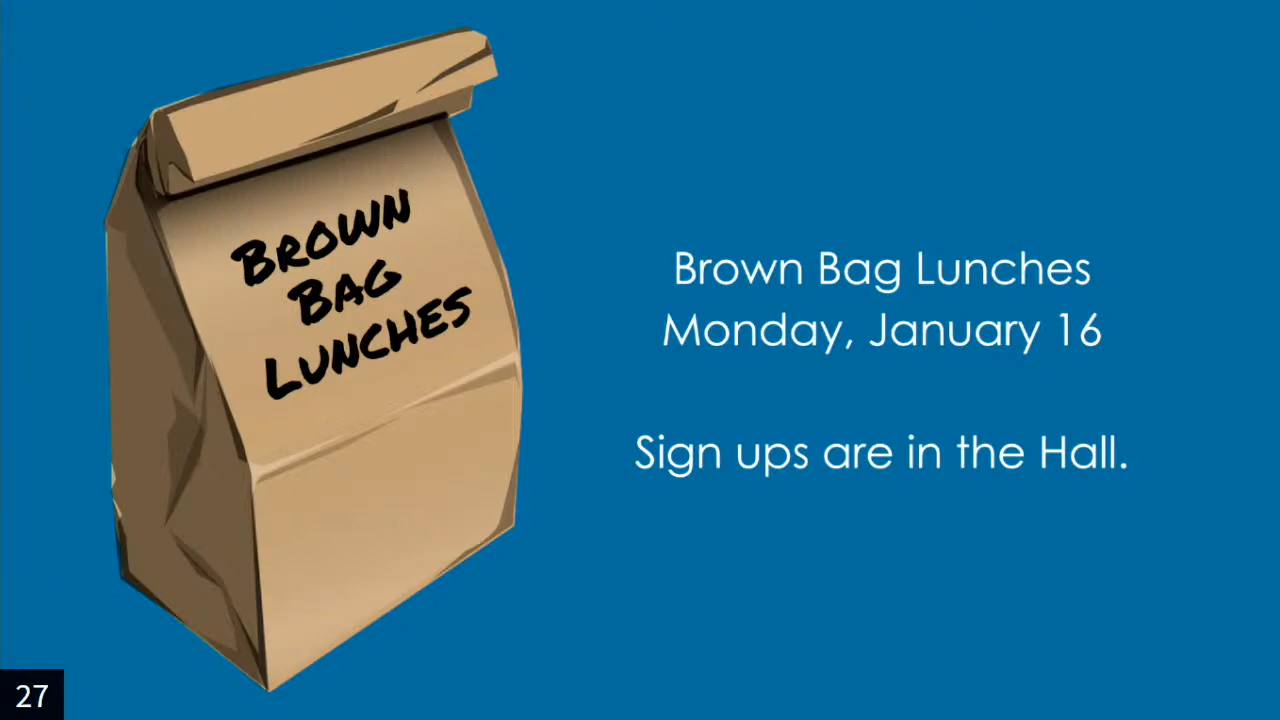 BROWN
BAG
LUNCHES
Brown Bag Lunches
Monday, January 16
Sign ups are in the Hall.
27